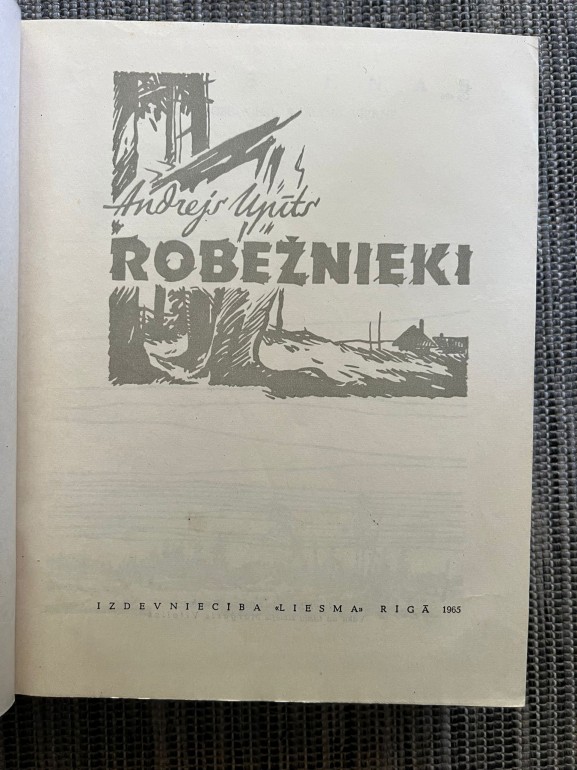 Andrejs Upīts
ROBEŽNIEKI
IZDEVNIECĪBA «LIESMA» RĪGĀ 1965